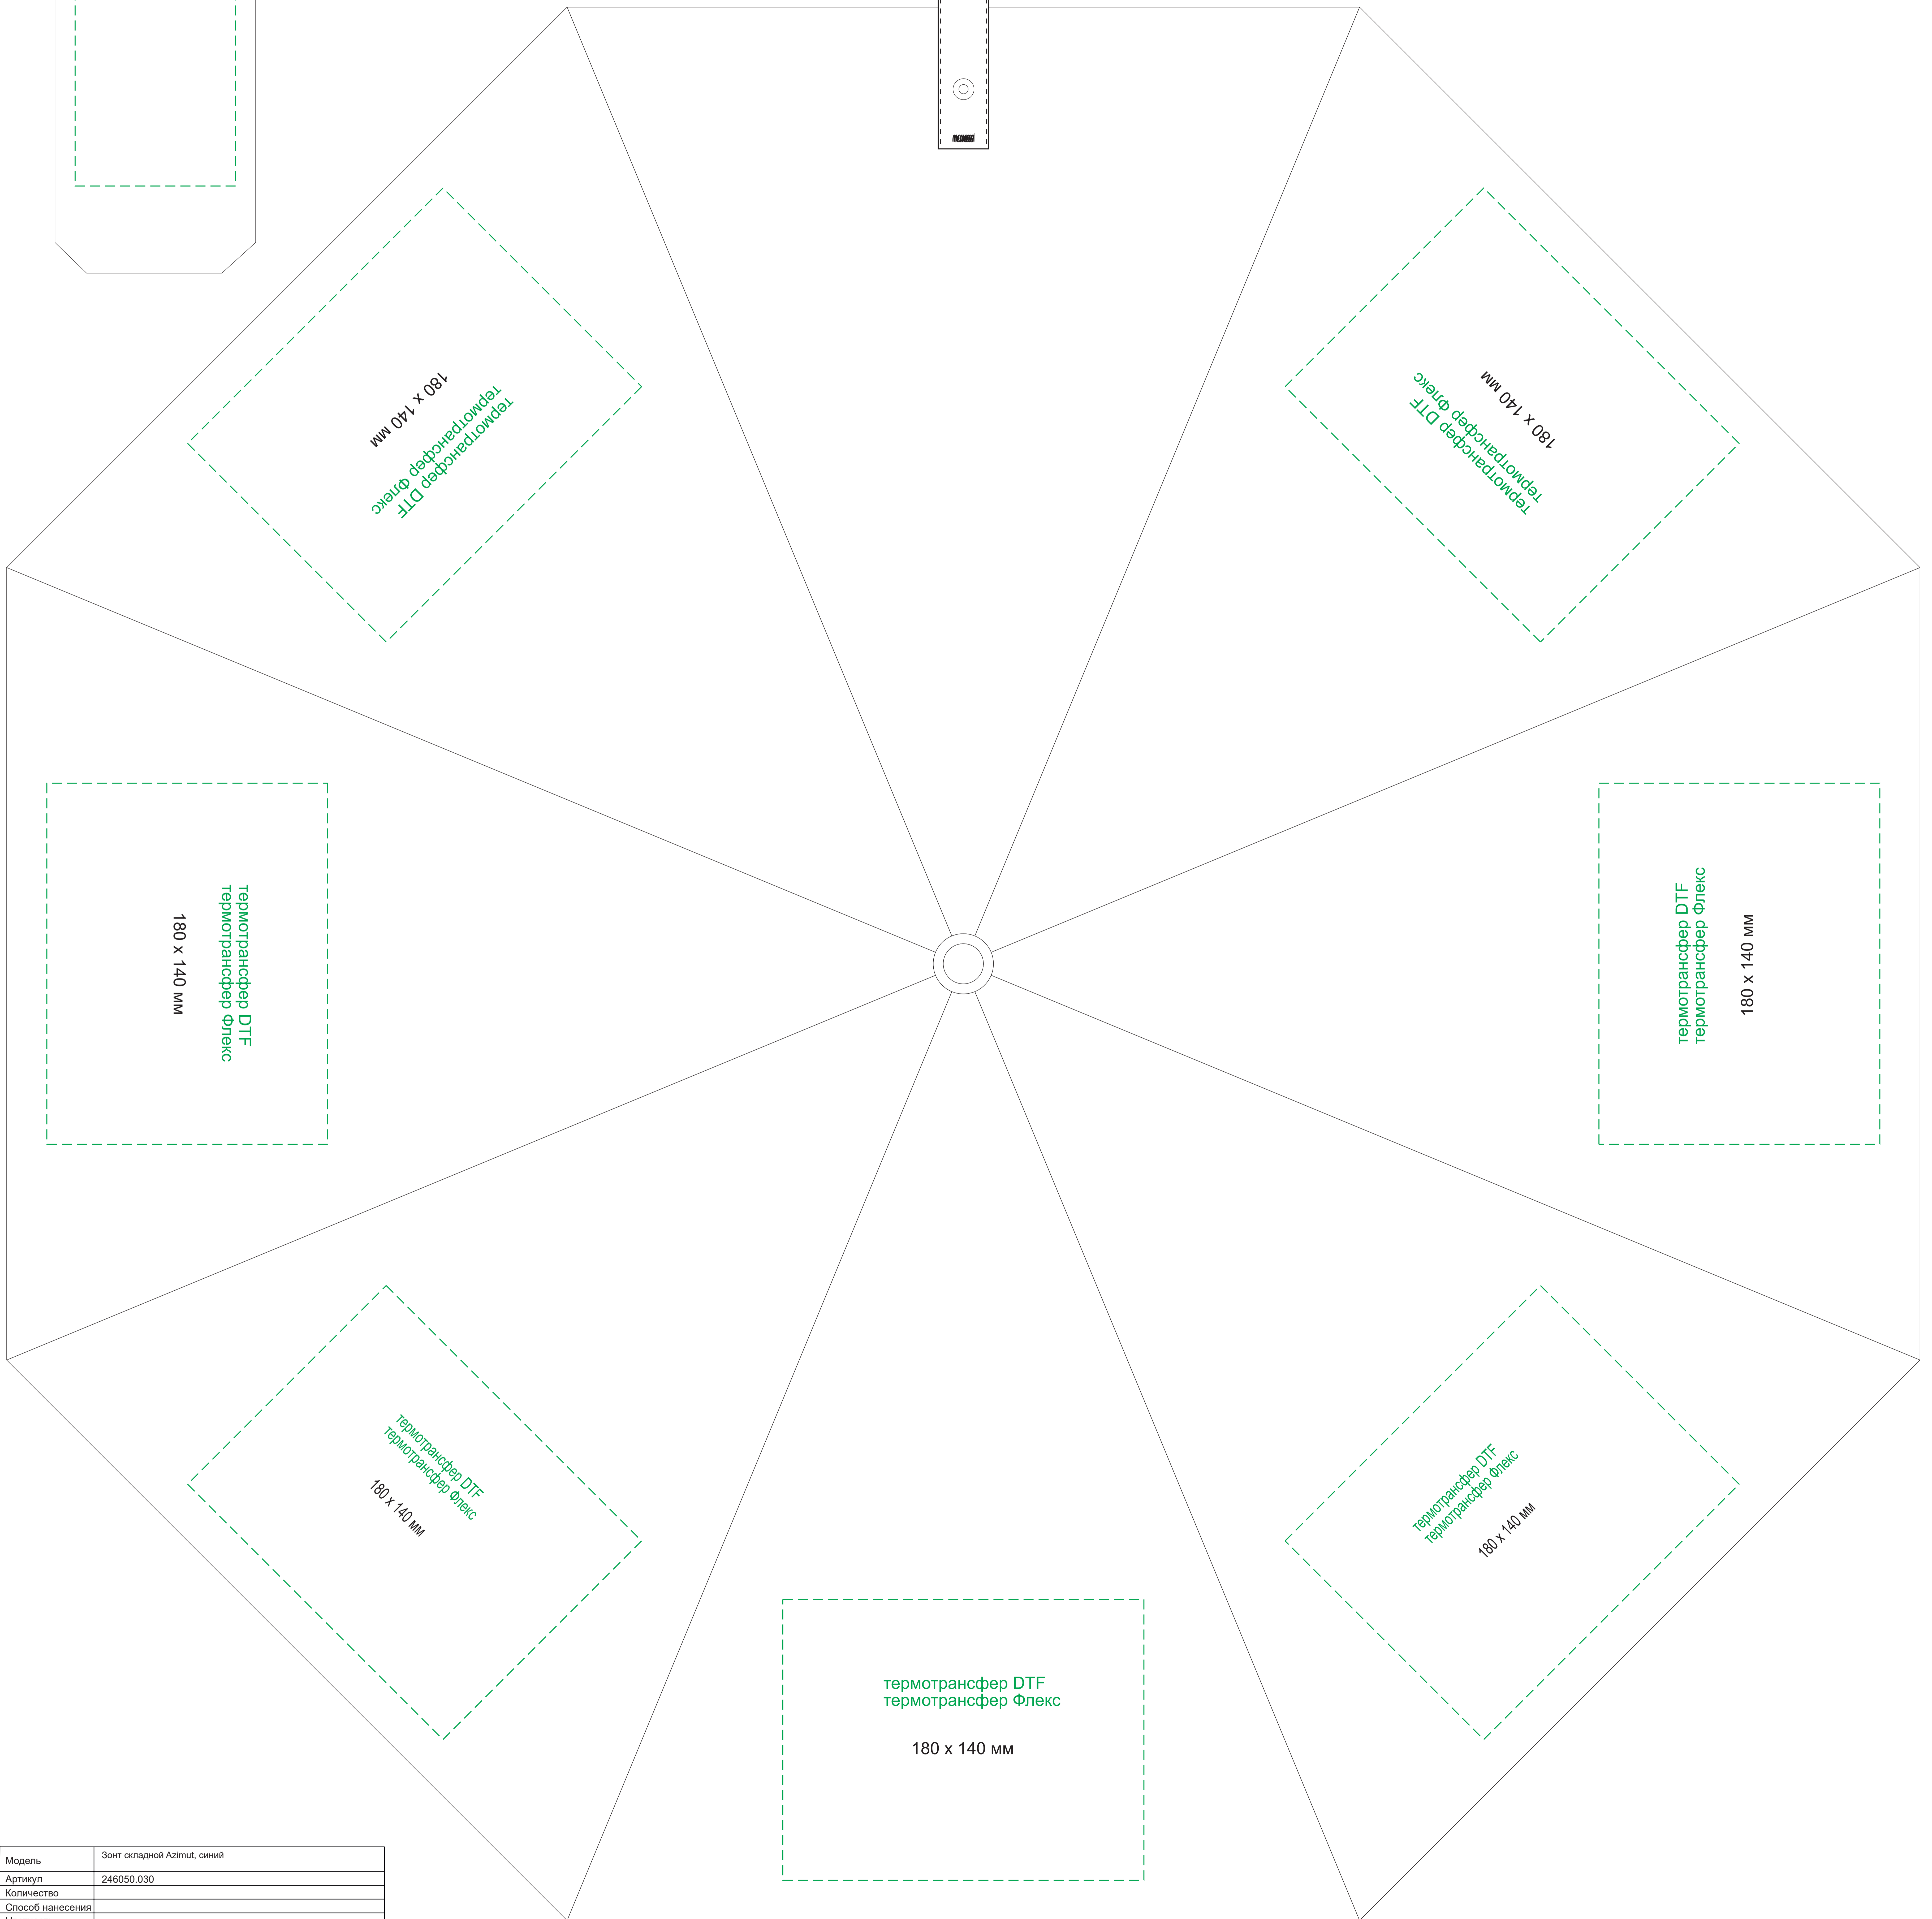 180 x 140 мм
термотрансфер Флекс
термотрансфер DTF
180 x 140 мм
термотрансфер Флекс
термотрансфер DTF
термотрансфер DTF
термотрансфер Флекс
180 x 140 мм
термотрансфер DTF
термотрансфер Флекс
180 x 140 мм
термотрансфер DTF
термотрансфер Флекс
180 x 140 мм
термотрансфер DTF
термотрансфер Флекс
180 x 140 мм
термотрансфер DTF
термотрансфер Флекс
180 x 140 мм
Модель
Зонт складной Azimut, синий
Артикул
246050.030
Количество
Способ нанесения